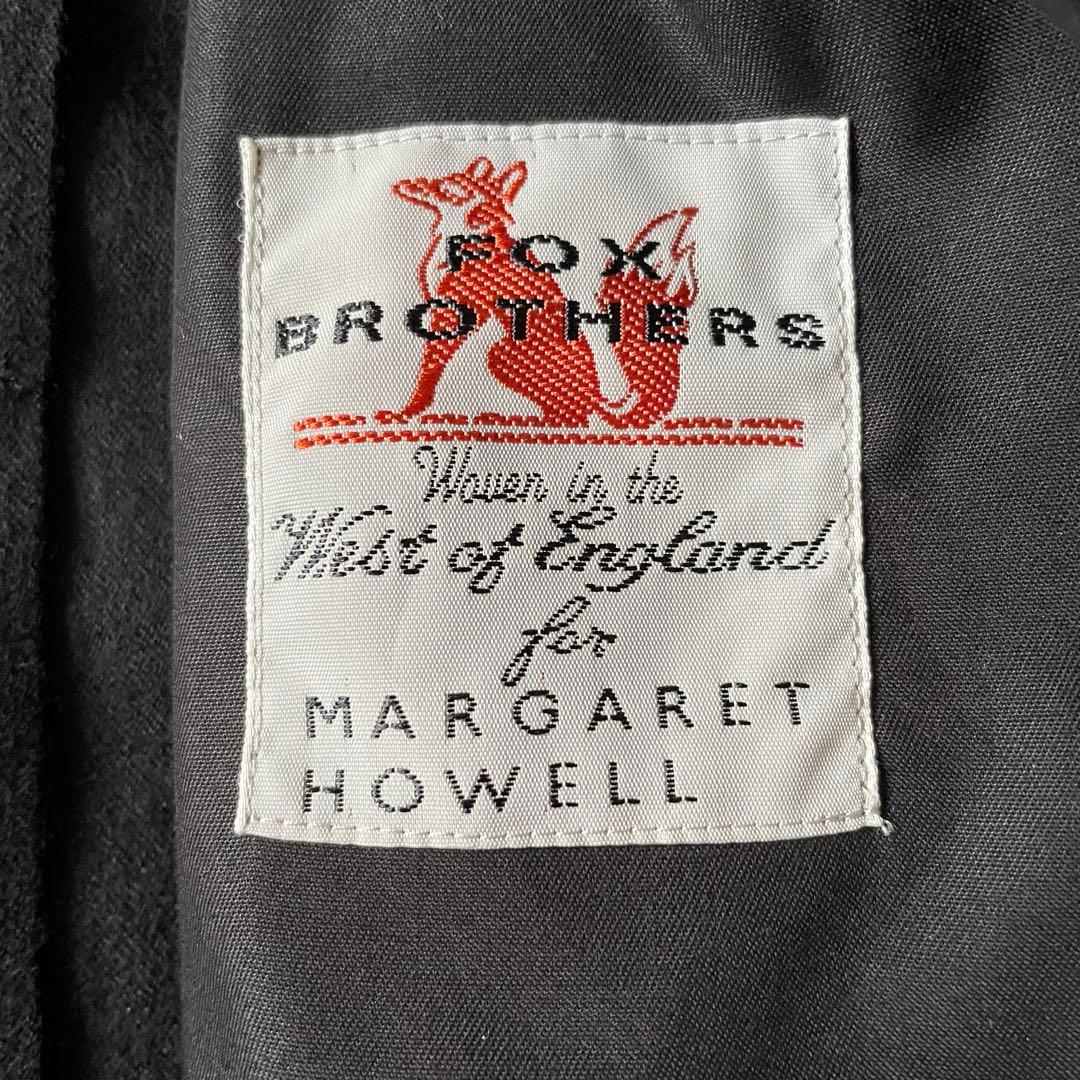 FOX
BROTHERS
Woven in the
West of England
for
MARGARET
HOWELL